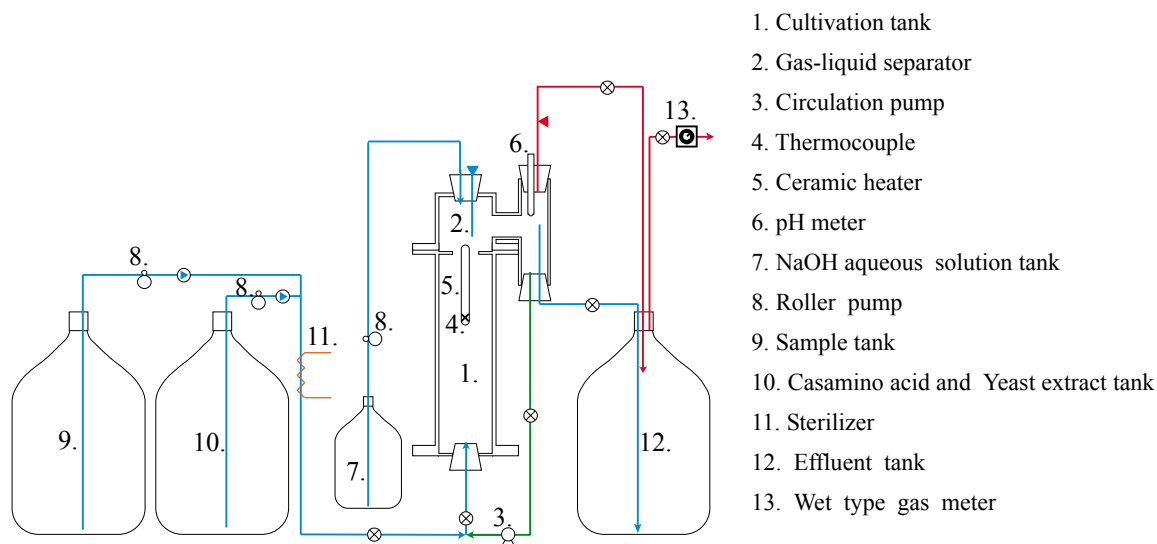 1. Cultivation tank
2. Gas-liquid separator
3. Circulation pump
4. Thermocouple
5. Ceramic heater
6. pH meter
7. NaOH aqueous solution tank
8. Roller pump
9. Sample tank
10. Casamino acid and Yeast extract tank
11. Sterilizer
12. Effluent tank
13. Wet type gas meter
13.
6.
2.
8.
8.
5.
4.
8.
11.
1.
9.
10.
7.
12.
3.